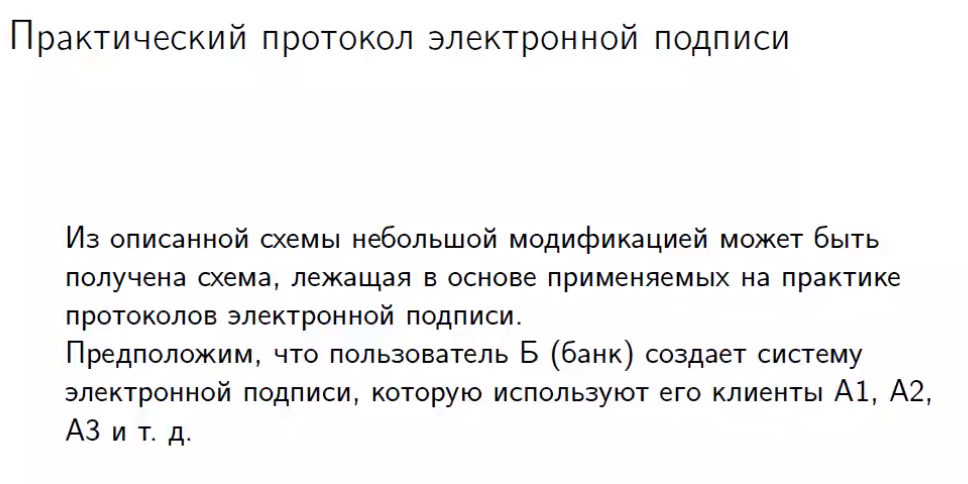 Практический протокол электронной подписи
Из описанной схемы небольшой модификацией может быть
получена схема, лежащая в основе применяемых на практике
протоколов электронной подписи.
Предположим, что пользователь Б (банк) создает систему
электронной подписи, которую используют его клиенты А1, А2,
А3 и т. д.